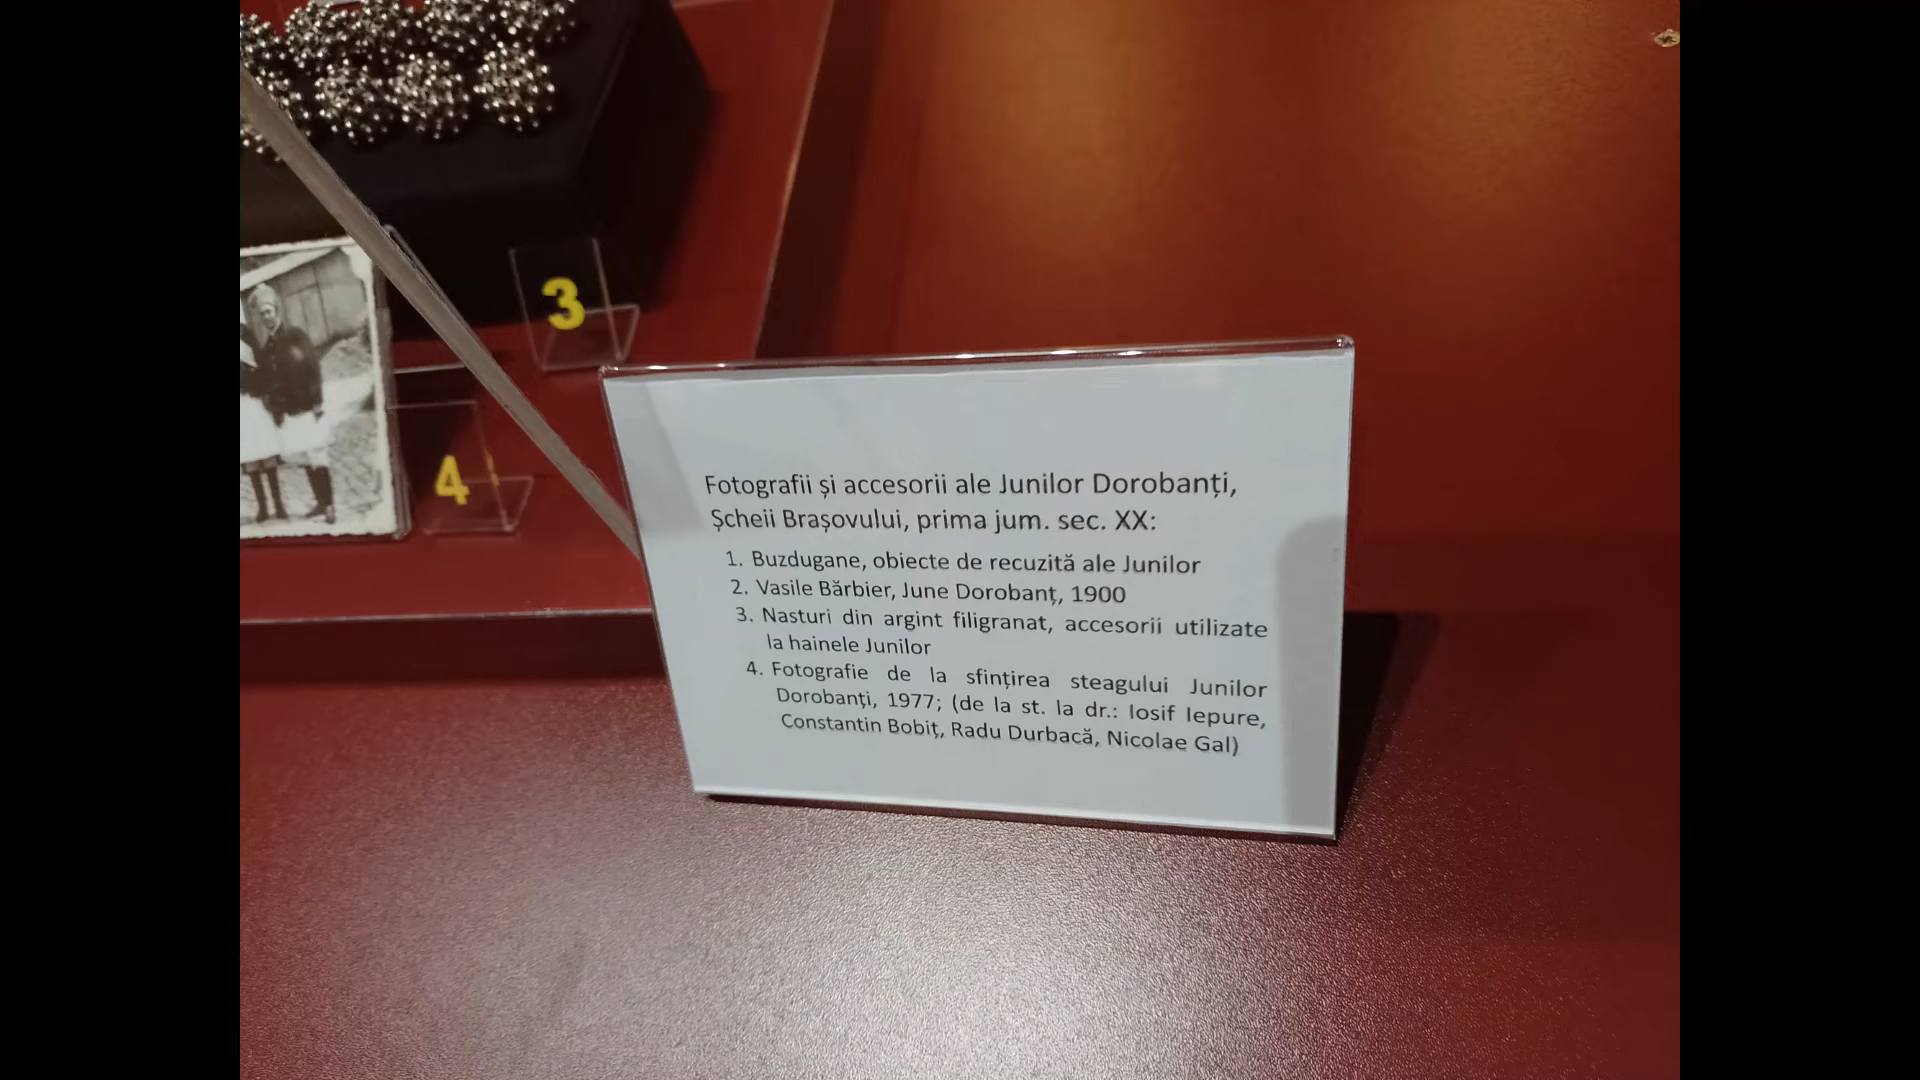 3
4
Fotografii și accesorii ale Junilor Dorobanți,
Șcheii Brașovului, prima jum. sec. XX:
1. Buzdugane, obiecte de recuzită ale Junilor
2. Vasile Bărbier, June Dorobanț, 1900
3. Nasturi din argint filigranat, accesorii utilizate
la hainele Junilor
4. Fotografie de la sfințirea steagului Junilor
Dorobanți, 1977; (de la st. la dr.: Iosif Iepure,
Constantin Bobiț, Radu Durbacă, Nicolae Gal)